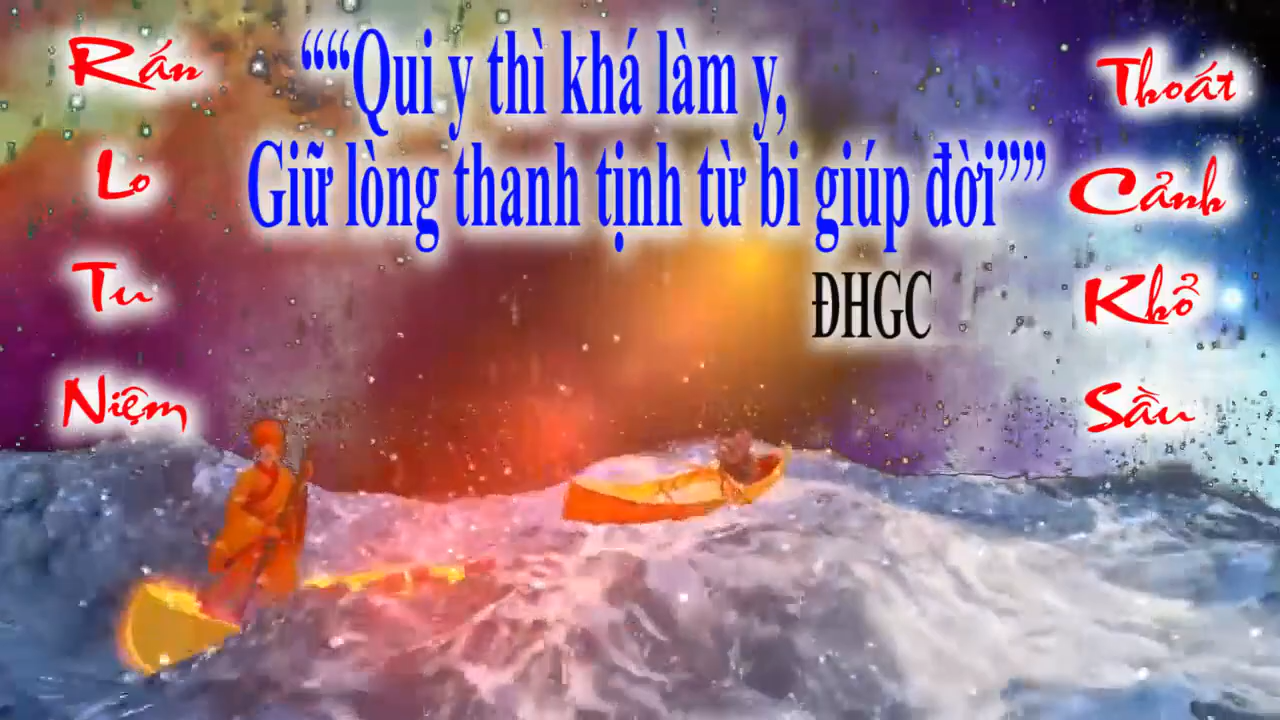 Rán
Lo
Tu
Niệm
““Qui y thì khá làm y,
Giữ lòng thanh tịnh từ bi giúp đời””
ĐHGC
Thoát
Cảnh
Khổ
Sầu